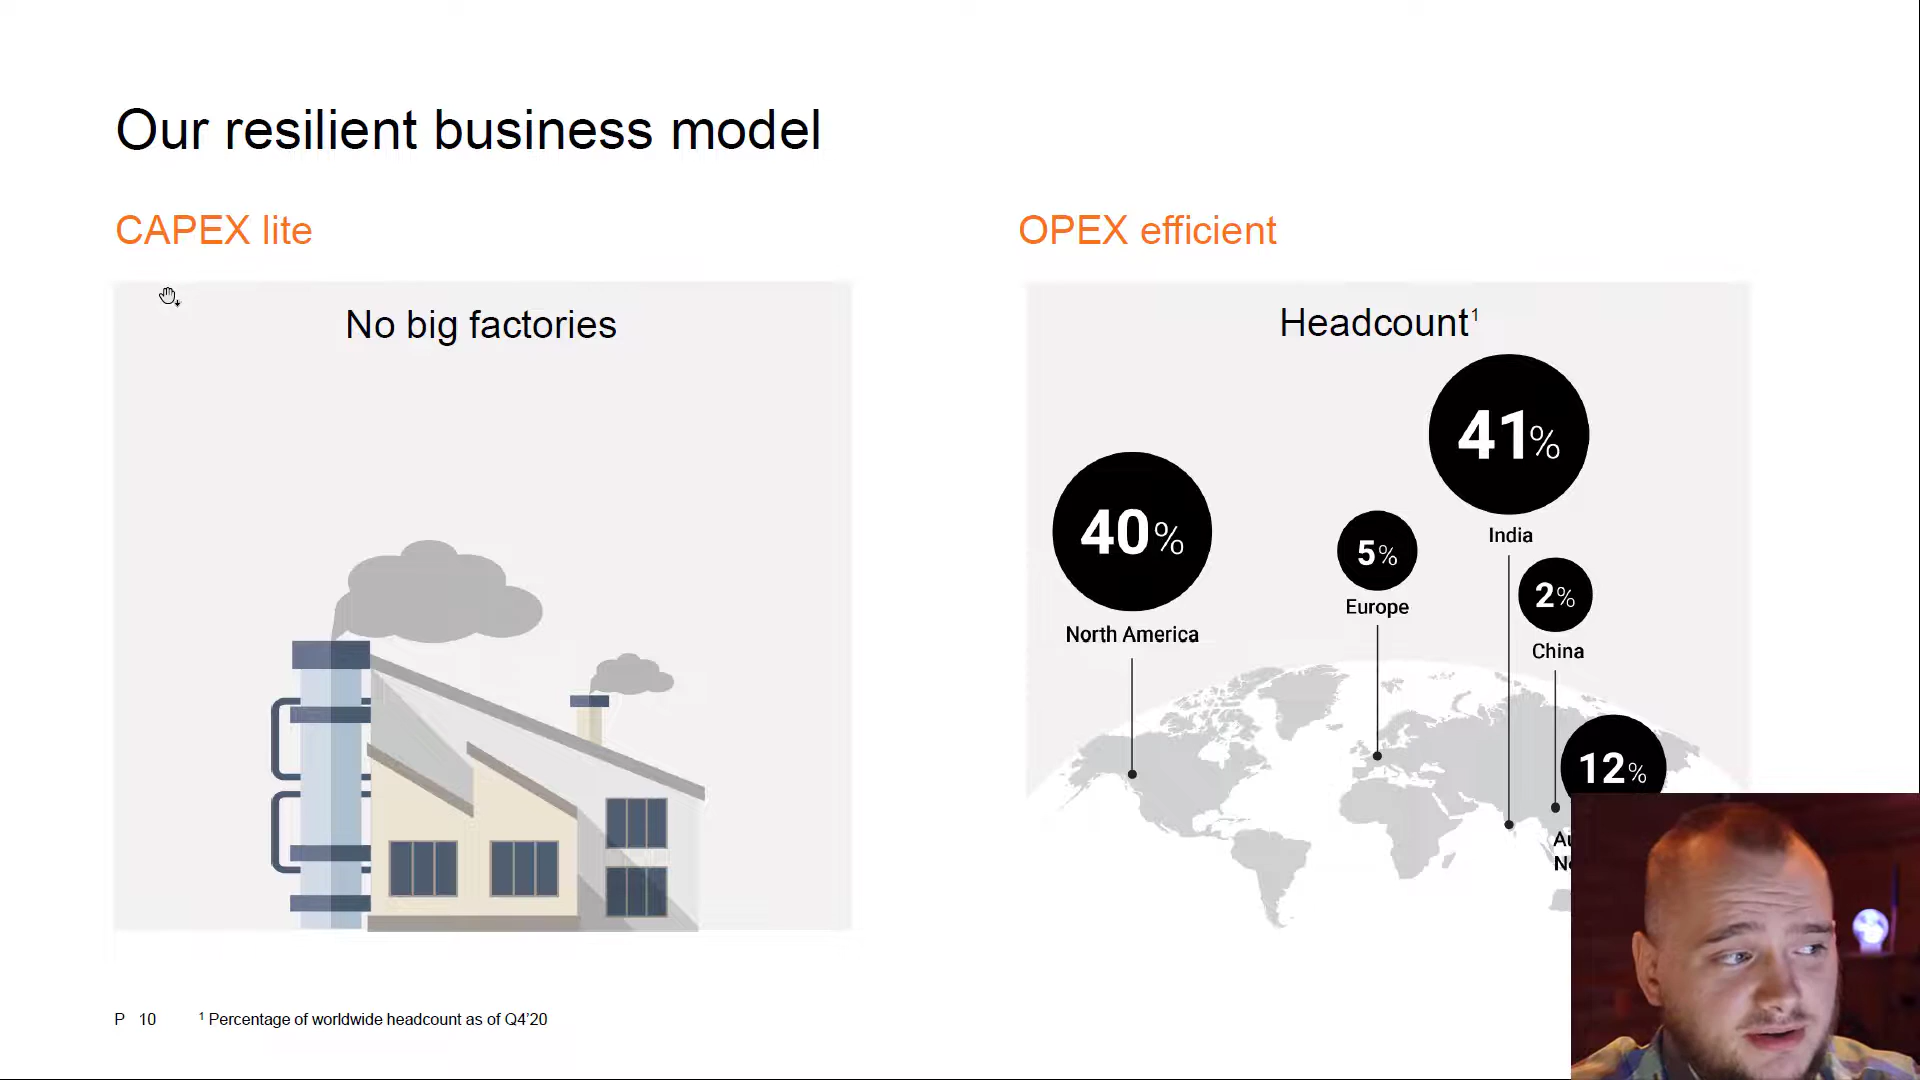 Our resilient business model
CAPEX lite
OPEX efficient
No big factories
Headcount¹
41%
India
40%
North America
5%
Europe
2%
China
12%
P 10
¹ Percentage of worldwide headcount as of Q4'20